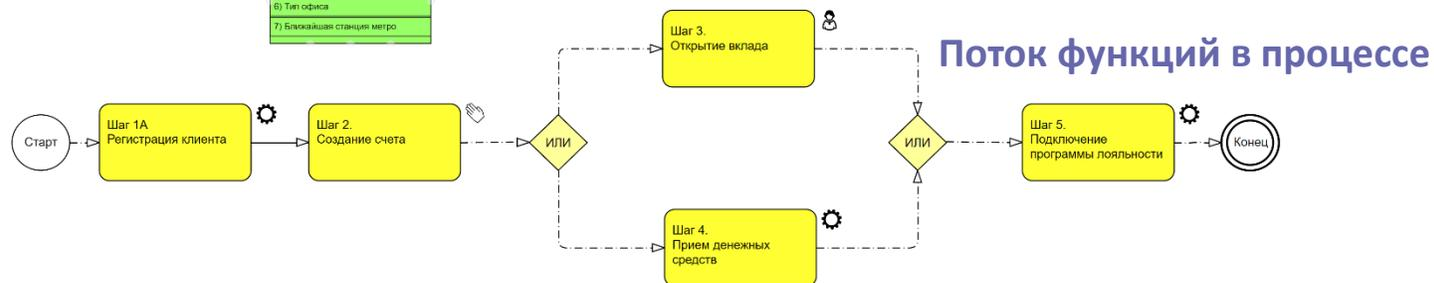 6) Тип офиса
7) Ближайшая станция метро
Поток функций в процессе
Старт
Шаг 1А
Регистрация клиента
Шаг 2.
Создание счета
ИЛИ
Шаг 3.
Открытие вклада
Шаг 4.
Прием денежных
средств
ИЛИ
Шаг 5.
Подключение
программы лояльности
Конец